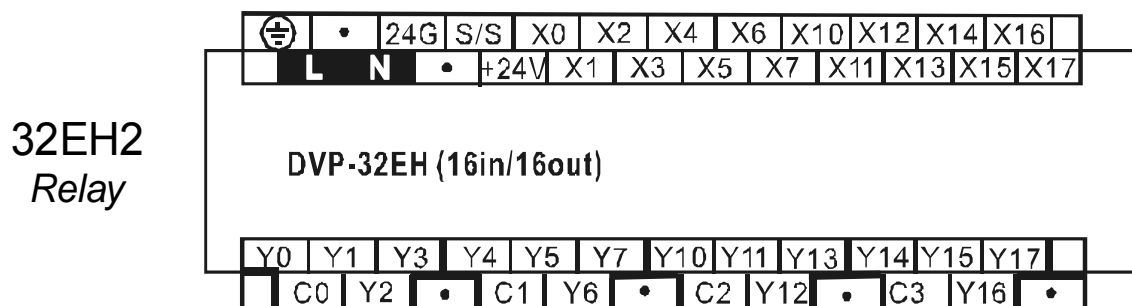 ⏚ • 24G S/S X0 X2 X4 X6 X10 X12 X14 X16
L N • +24V X1 X3 X5 X7 X11 X13 X15 X17
32EH2
Relay
DVP-32EH (16in/16out)
Y0 Y1 Y3 Y4 Y5 Y7 Y10 Y11 Y13 Y14 Y15 Y17
C0 Y2 • C1 Y6 • C2 Y12 • C3 Y16 •